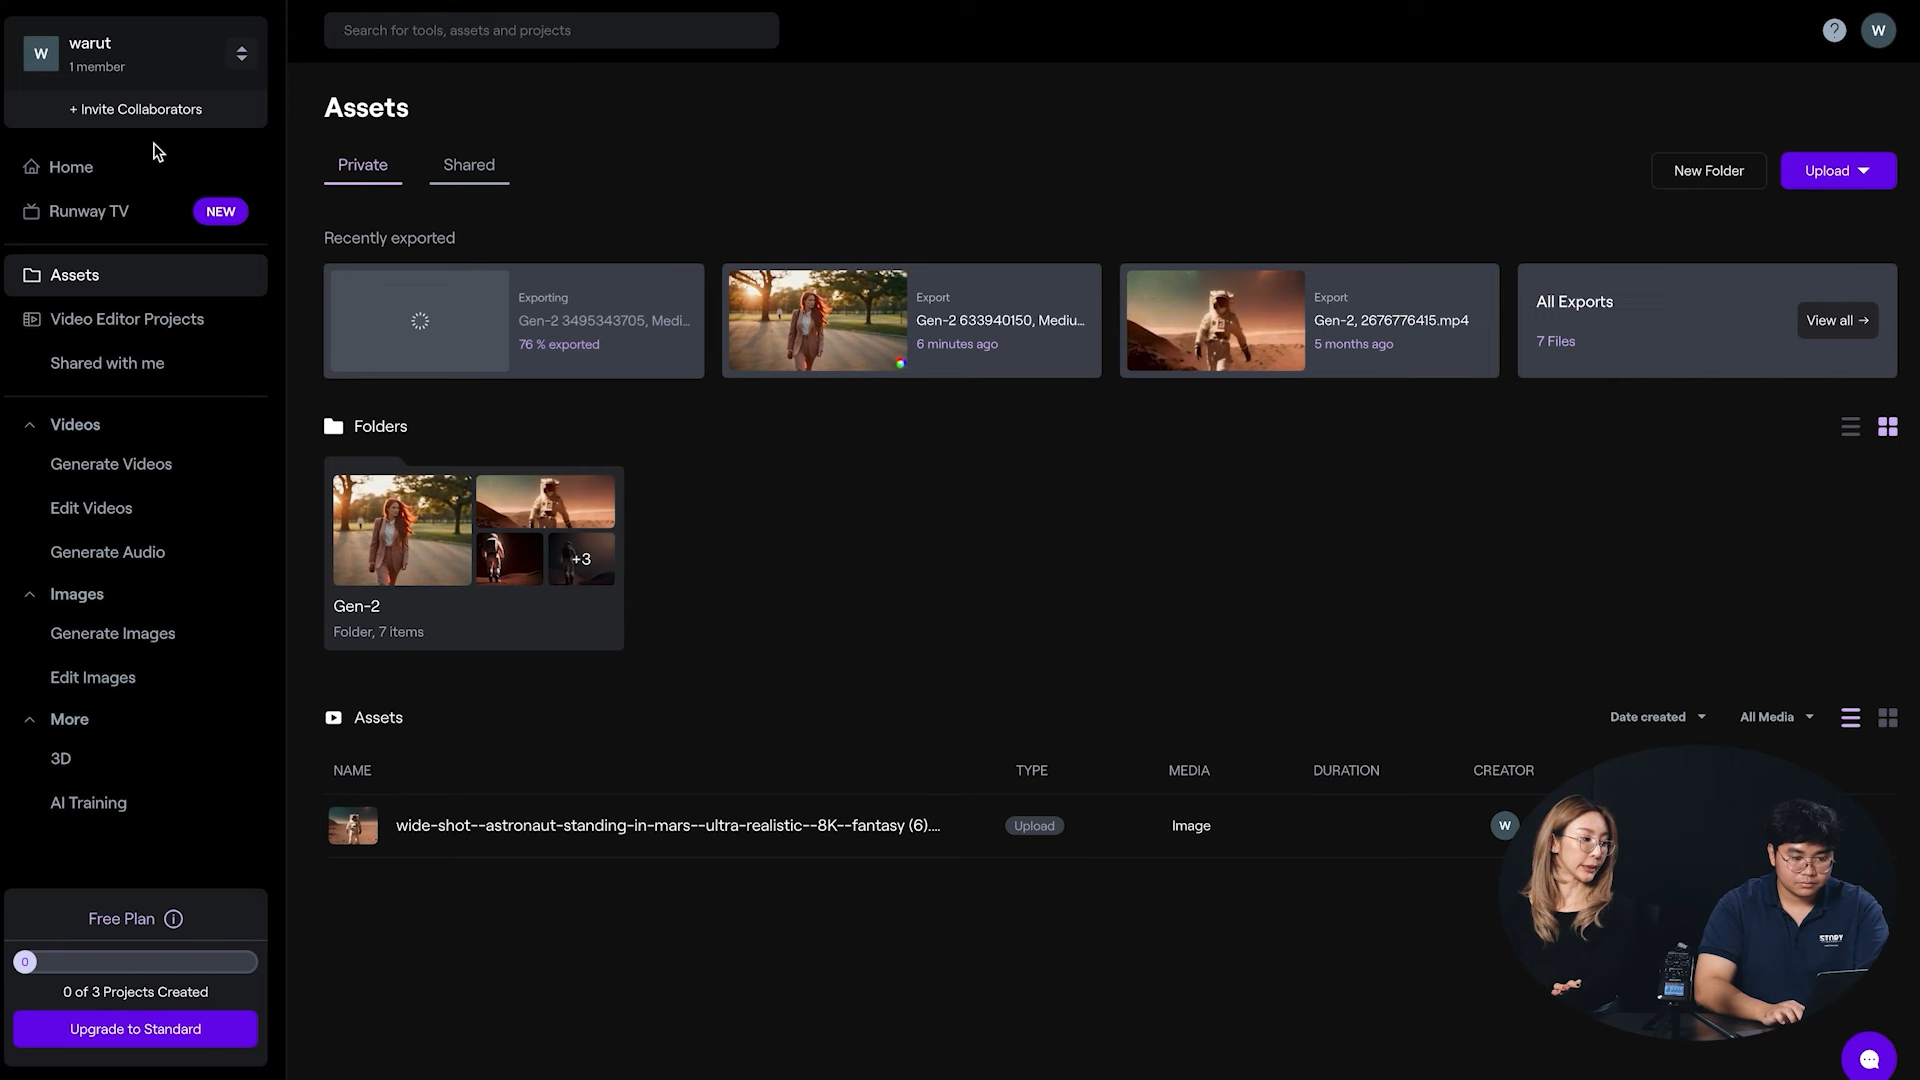 W
warut
1 member
+ Invite Collaborators
Home
Runway TV
NEW
Assets
Video Editor Projects
Shared with me
Videos
Generate Videos
Edit Videos
Generate Audio
Images
Generate Images
Edit Images
More
3D
AI Training
Free Plan
0
0 of 3 Projects Created
Upgrade to Standard
Search for tools, assets and projects
?
W
Assets
Private
Shared
New Folder
Upload
Recently exported
Exporting
Gen-2 3495343705, Medi...
76 % exported
Export
Gen-2 633940150, Mediu...
6 minutes ago
Export
Gen-2, 2676776415.mp4
5 months ago
All Exports
7 Files
View all →
Folders
+3
Gen-2
Folder, 7 items
Assets
Date created
All Media
NAME TYPE MEDIA DURATION CREATOR
wide-shot--astronaut-standing-in-mars--ultra-realistic--8K--fantasy (6)....
Upload
Image
W
STORY